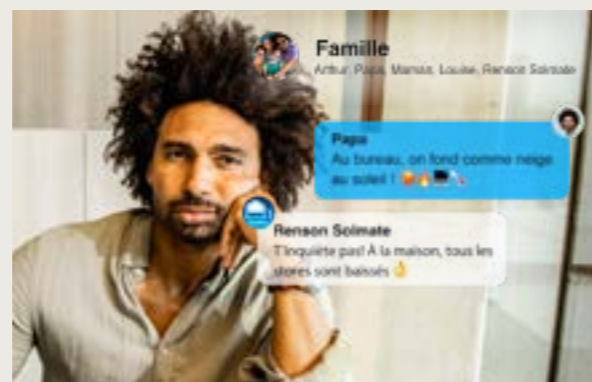 Famille
Arthur, Papa, Maman, Louise, Renson Solmate
Papa
Au bureau, on fond comme neige
au soleil !
Renson Solmate
T'inquiète pas! À la maison, tous les
stores sont baissés 👌